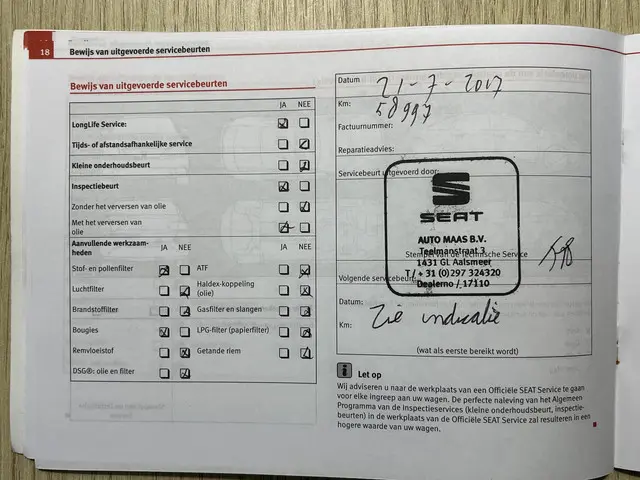 18
Bewijs van uitgevoerde servicebeurten
Bewijs van uitgevoerde servicebeurten
JA NEE
LongLife Service:
Tijds- of afstandsafhankelijke service
Kleine onderhoudsbeurt
Inspectiebeurt
Zonder het verversen van olie
Met het verversen van
olie
Aanvullende werkzaam-
heden
JA NEE JA NEE
Stof- en pollenfilter ATF
Luchtfilter Haldex-koppeling
(olie)
Brandstoffilter Gasfilter en slangen
Bougies LPG-filter (papierfilter)
Remvloeistof Getande riem
DSG®: olie en filter
Datum 21-7-2017
Km: 58997
Factuurnummer:
Reparatieadvies:
Servicebeurt uitgevoerd door:
SEAT
AUTO MAAS B.V.
Teelmanstraat 3
Stempel van de Technische Service
1431 GL Aalsmeer
T / + 31 (0)297 324320
Volgende servicebeurt:
Dealerno / 17110
Datum:
Zie indicatie
Km:
(wat als eerste bereikt wordt)
i Let op
Wij adviseren u naar de werkplaats van een Officiële SEAT Service te gaan
voor elke ingreep aan uw wagen. De perfecte naleving van het Algemeen
Programma van de Inspectieservices (kleine onderhoudsbeurt, inspectie-
beurten) in de werkplaats van de Officiële SEAT Service zal resulteren in een
hogere waarde van uw wagen.